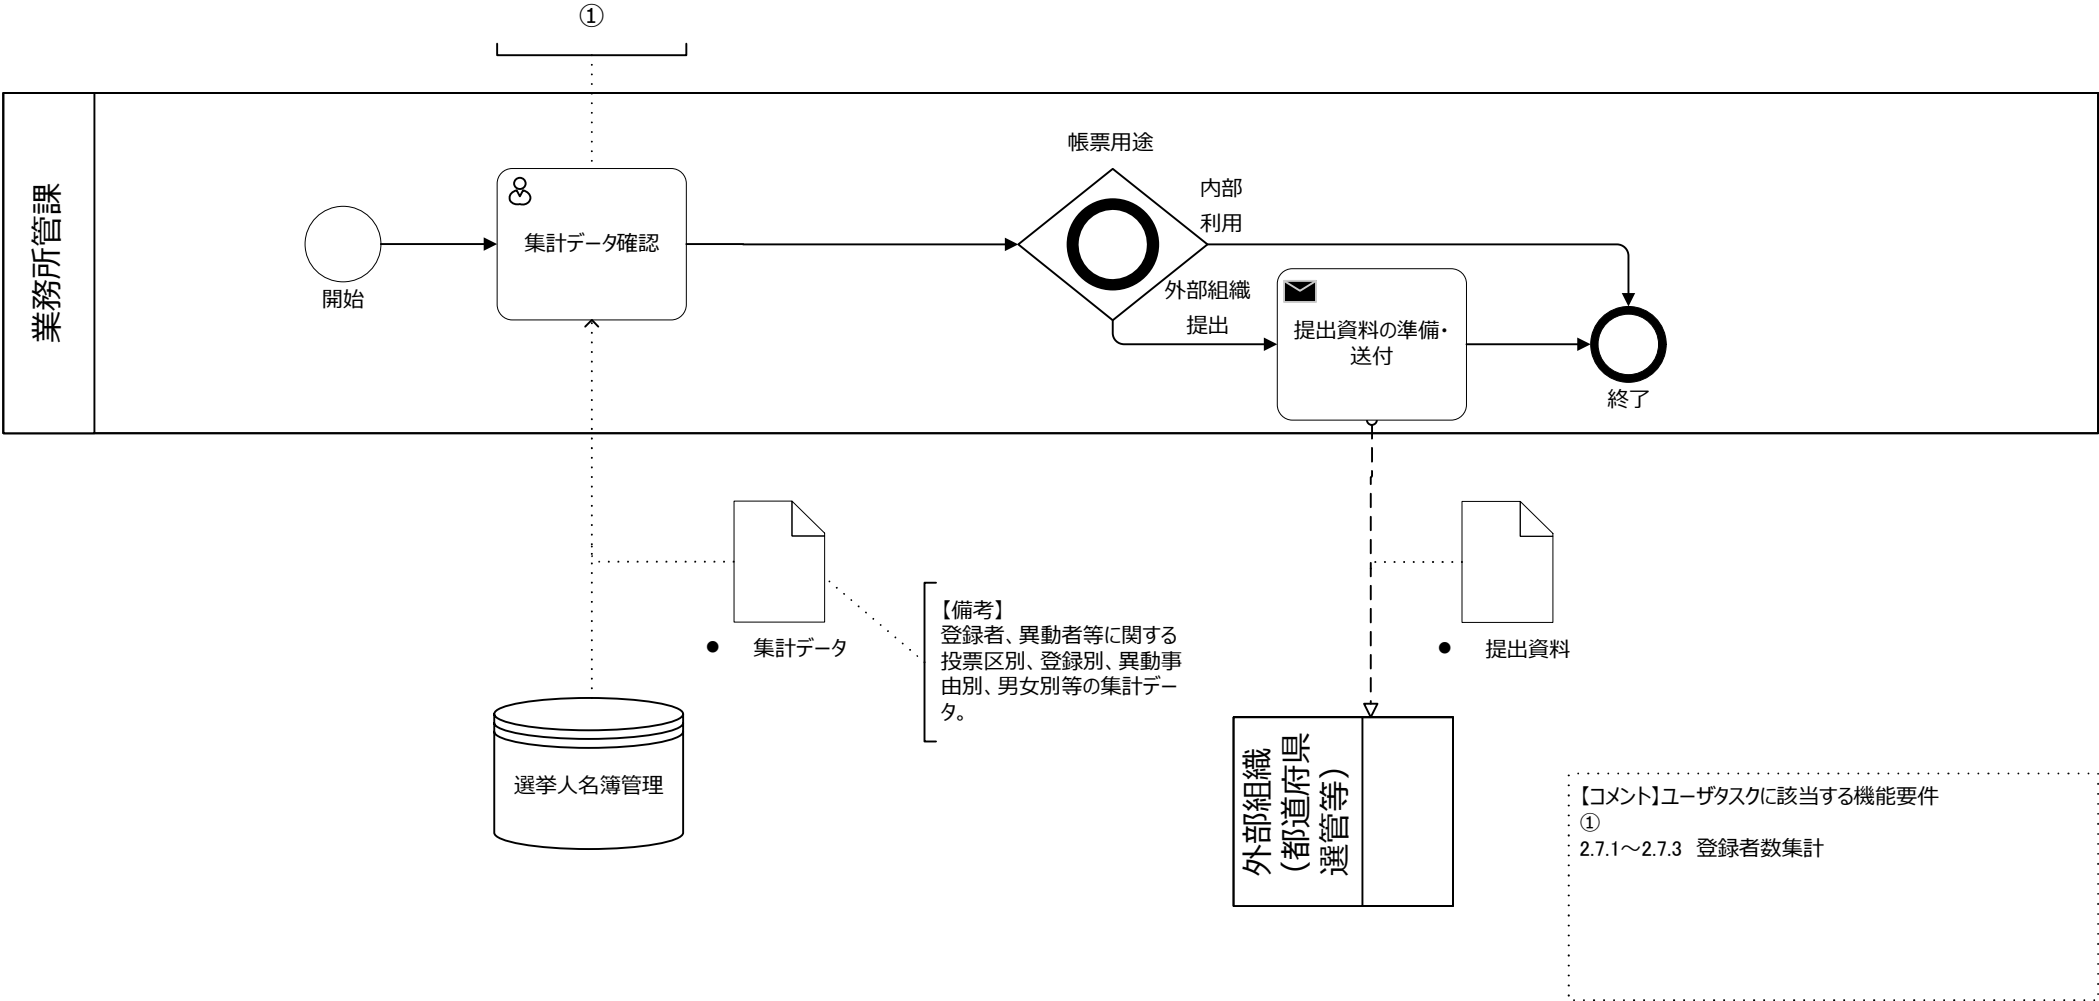 ①
業務所管課
開始
集計データ確認
帳票用途
内部
利用
外部組織
提出
提出資料の準備・
送付
終了
● 集計データ
【備考】
登録者、異動者等に関する
投票区別、登録別、異動事
由別、男女別等の集計デー
タ。
● 提出資料
選挙人名簿管理
外部組織
（都道府県
選管等）
【コメント】ユーザタスクに該当する機能要件
①
2.7.1～2.7.3 登録者数集計